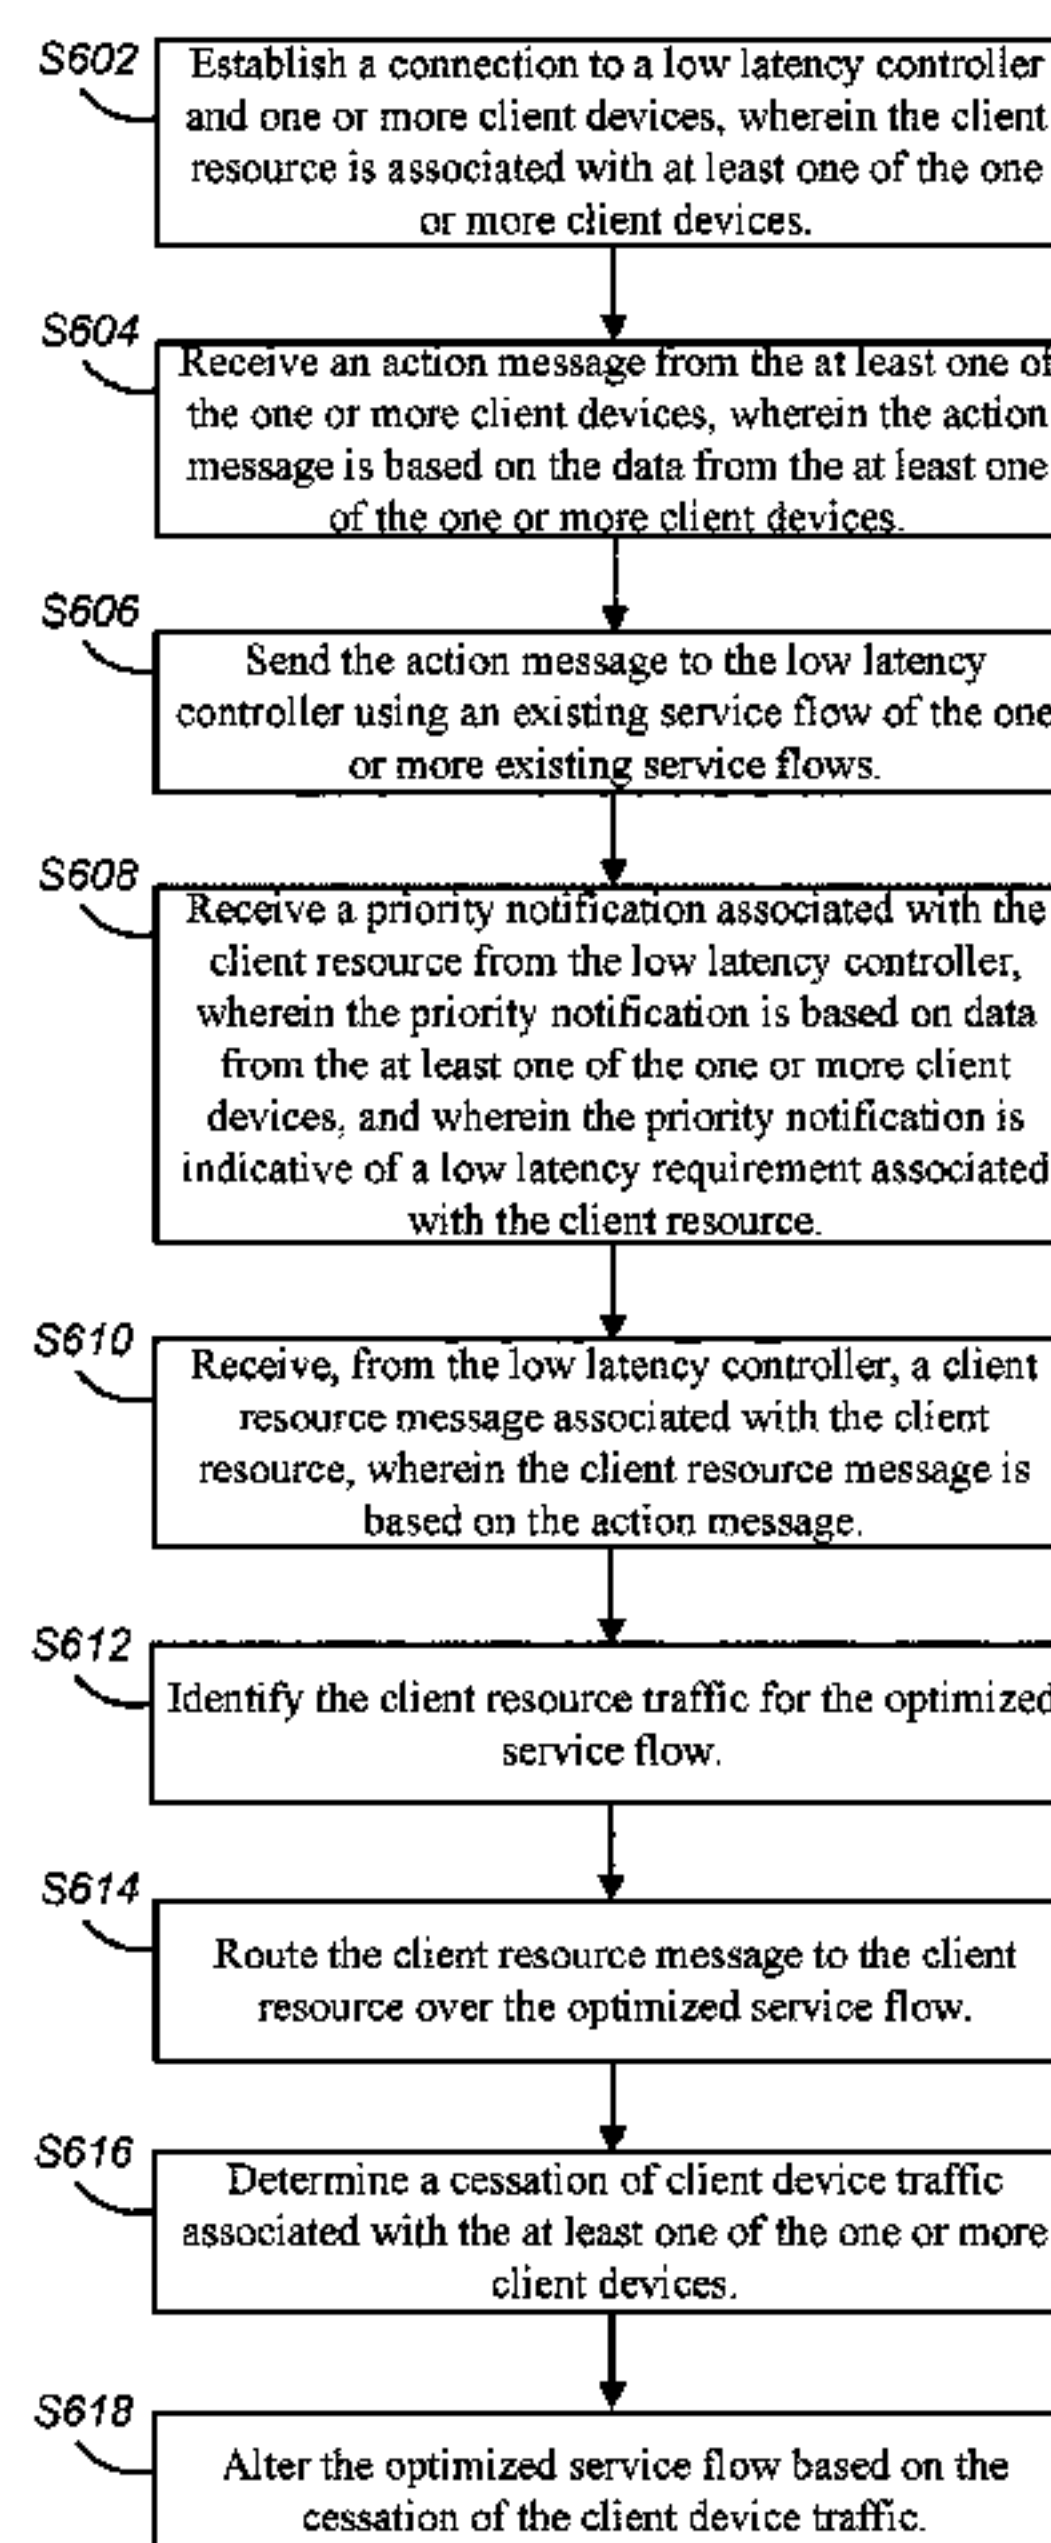 S602
Establish a connection to a low latency controller
and one or more client devices, wherein the client
resource is associated with at least one of the one
or more client devices.
S604
Receive an action message from the at least one of
the one or more client devices, wherein the action
message is based on the data from the at least one
of the one or more client devices.
S606
Send the action message to the low latency
controller using an existing service flow of the one
or more existing service flows.
S608
Receive a priority notification associated with the
client resource from the low latency controller,
wherein the priority notification is based on data
from the at least one of the one or more client
devices, and wherein the priority notification is
indicative of a low latency requirement associated
with the client resource.
S610
Receive, from the low latency controller, a client
resource message associated with the client
resource, wherein the client resource message is
based on the action message.
S612
Identify the client resource traffic for the optimized
service flow.
S614
Route the client resource message to the client
resource over the optimized service flow.
S616
Determine a cessation of client device traffic
associated with the at least one of the one or more
client devices.
S618
Alter the optimized service flow based on the
cessation of the client device traffic.